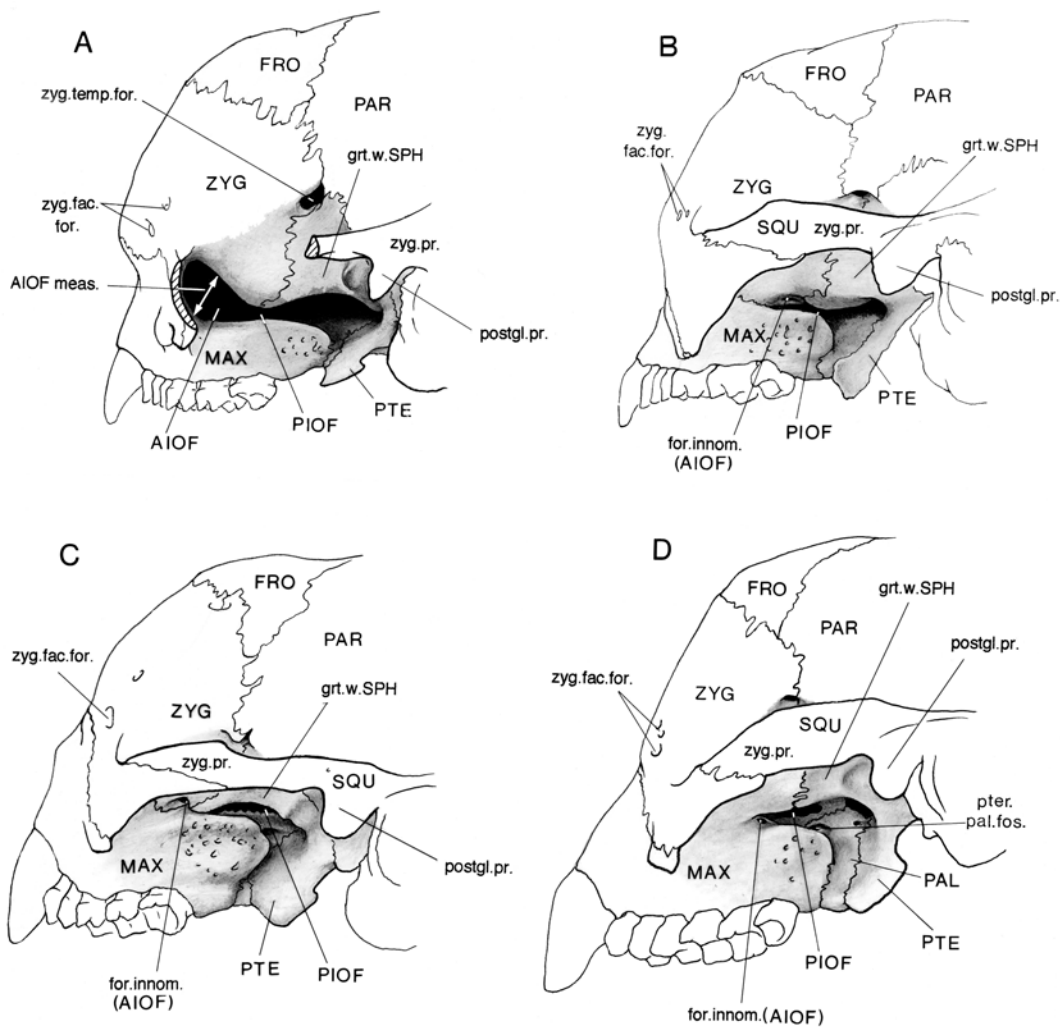 A
FRO
zyg.temp.for.
PAR
grt.w.SPH
ZYG
zyg.fac.
for.
zyg.pr.
AIOF meas.
postgl.pr.
MAX
PTE
AIOF
PIOF
B
FRO
PAR
zyg.
fac.for.
grt.w.SPH
ZYG
SQU
zyg.pr.
postgl.pr.
MAX
PTE
PIOF
for.innom.
(AIOF)
C
FRO
PAR
zyg.fac.for.
grt.w.SPH
ZYG
zyg.pr.
SQU
MAX
postgl.pr.
PTE
PIOF
for.innom.
(AIOF)
D
grt.w.SPH
FRO
PAR
postgl.pr.
zyg.fac.for.
ZYG
SQU
zyg.pr.
pter.
pal.fos.
MAX
PAL
PTE
PIOF
for.innom.(AIOF)